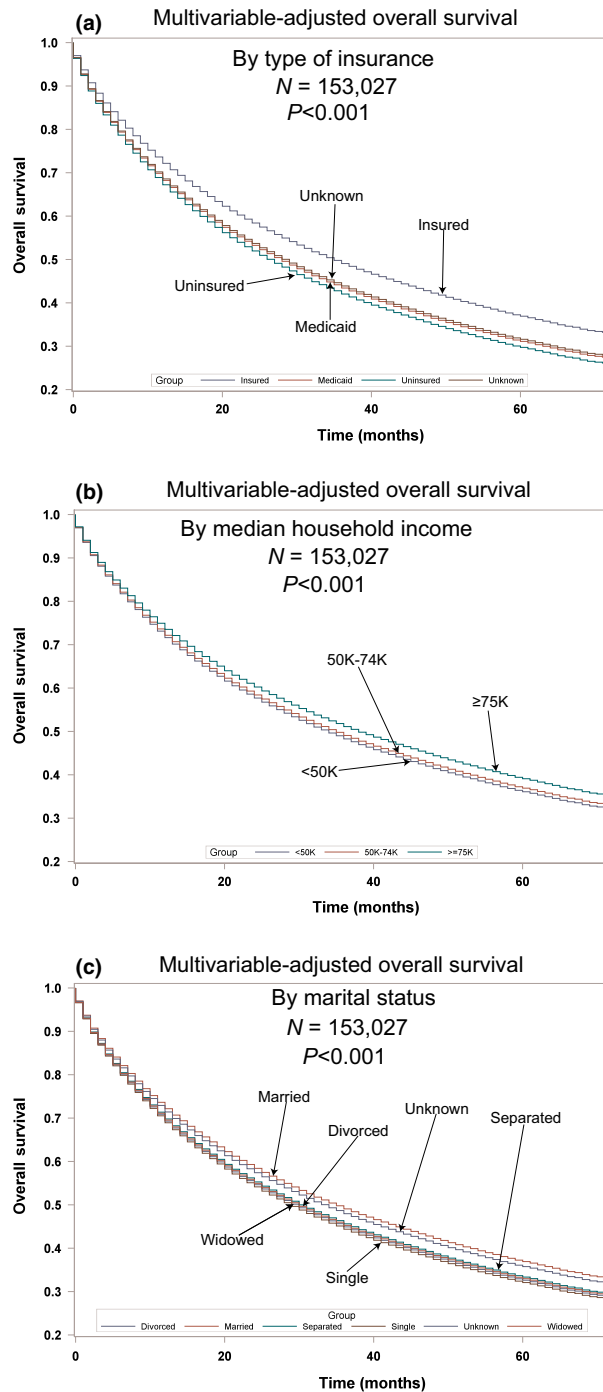 (a) Multivariable-adjusted overall survival
By type of insurance
N = 153,027
P<0.001
1.0
0.9
0.8
0.7
0.6
0.5
0.4
0.3
0.2
Overall survival
Unknown
Insured
Uninsured
Medicaid
Group Insured Medicaid Uninsured Unknown
0 20 40 60
Time (months)
(b) Multivariable-adjusted overall survival
By median household income
N = 153,027
P<0.001
1.0
0.9
0.8
0.7
0.6
0.5
0.4
0.3
0.2
Overall survival
50K-74K
≥75K
<50K
Group <50K 50K-74K >=75K
0 20 40 60
Time (months)
(c) Multivariable-adjusted overall survival
By marital status
N = 153,027
P<0.001
1.0
0.9
0.8
0.7
0.6
0.5
0.4
0.3
0.2
Overall survival
Married
Unknown
Divorced
Separated
Widowed
Single
Group
Divorced Married Separated Single Unknown Widowed
0 20 40 60
Time (months)